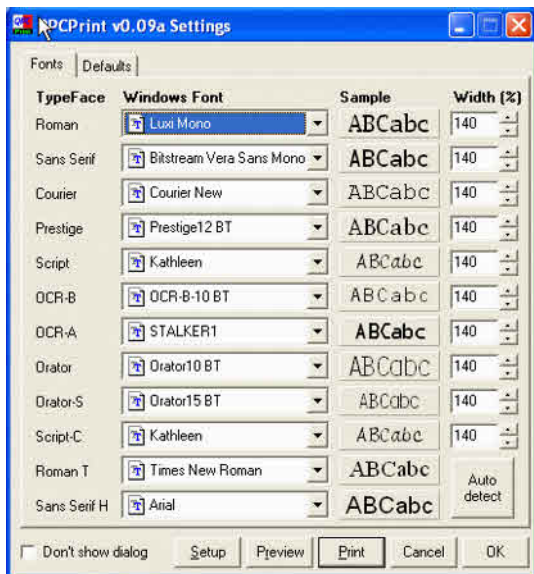 PCPrint v0.09a Settings
Fonts Defaults
TypeFace Windows Font Sample Width (%)
Roman Luxi Mono ABCabc 140
Sans Serif Bitstream Vera Sans Mono ABCabc 140
Courier Courier New ABCabc 140
Prestige Prestige12 BT ABCabc 140
Script Kathleen ABCabc 140
OCR-B OCR-B-10 BT ABCabc 140
OCR-A STALKER1 ABCabc 140
Orator Orator10 BT ABCabc 140
Orator-S Orator15 BT ABCabc 140
Script-C Kathleen ABCabc 140
Roman T Times New Roman ABCabc
Sans Serif H Arial ABCabc
Auto
detect
Don't show dialog Setup Preview Print Cancel OK